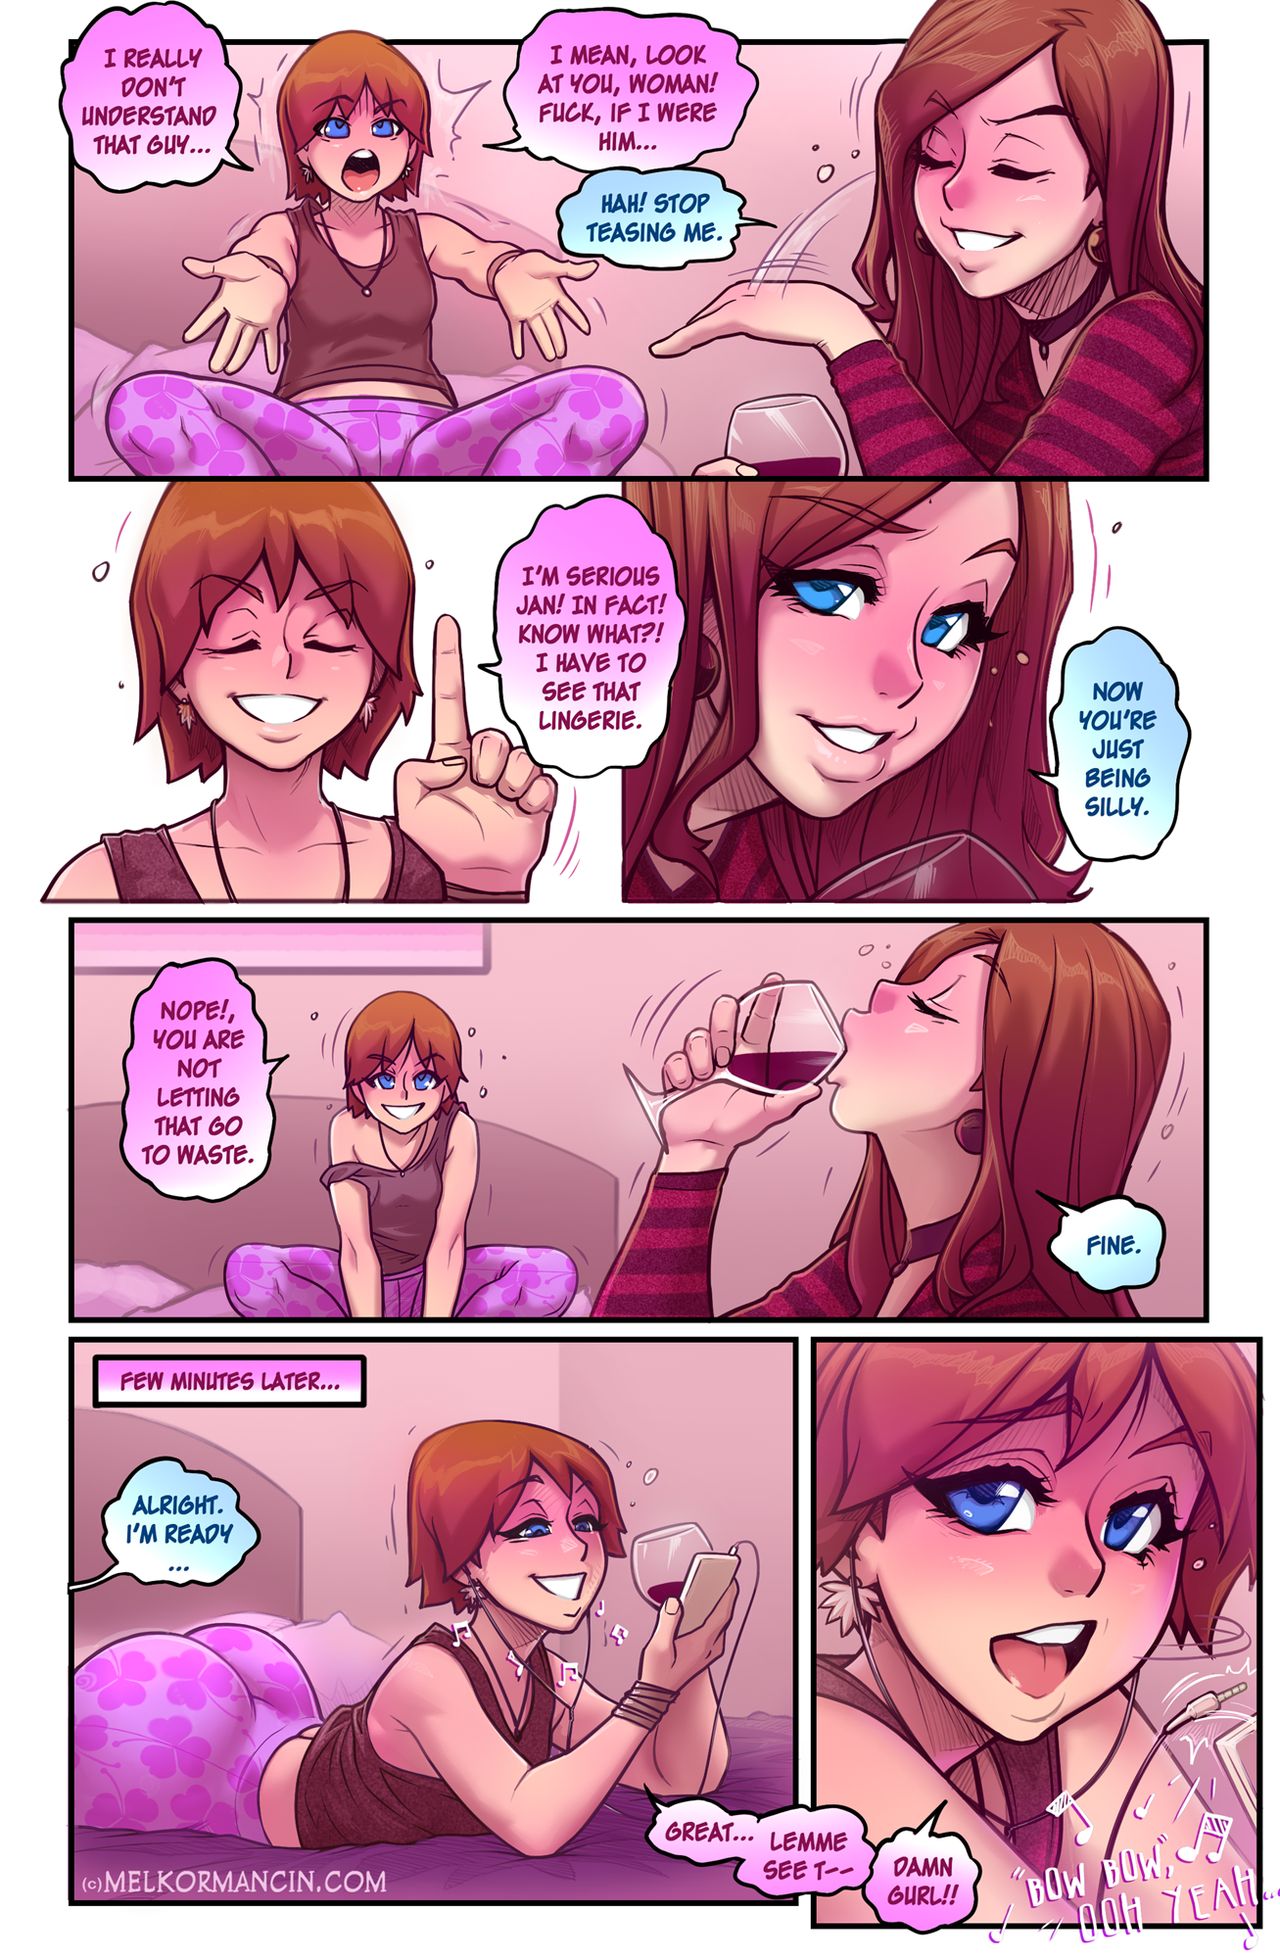 I REALLY
DON'T
UNDERSTAND
THAT GUY...
I MEAN, LOOK
AT YOU, WOMAN!
FUCK, IF I WERE
HIM...
HAH! STOP
TEASING ME.
I'M SERIOUS
JAN! IN FACT!
KNOW WHAT?!
I HAVE TO
SEE THAT
LINGERIE.
NOW
YOU'RE
JUST
BEING
SILLY.
NOPE!,
YOU ARE
NOT
LETTING
THAT GO
TO WASTE.
FINE.
FEW MINUTES LATER...
ALRIGHT.
I'M READY
...
GREAT...
LEMME
SEE T--
DAMN
GURL!!
"BOW BOW",
OOH YEAH...
(c)MELKORMANCIN.COM